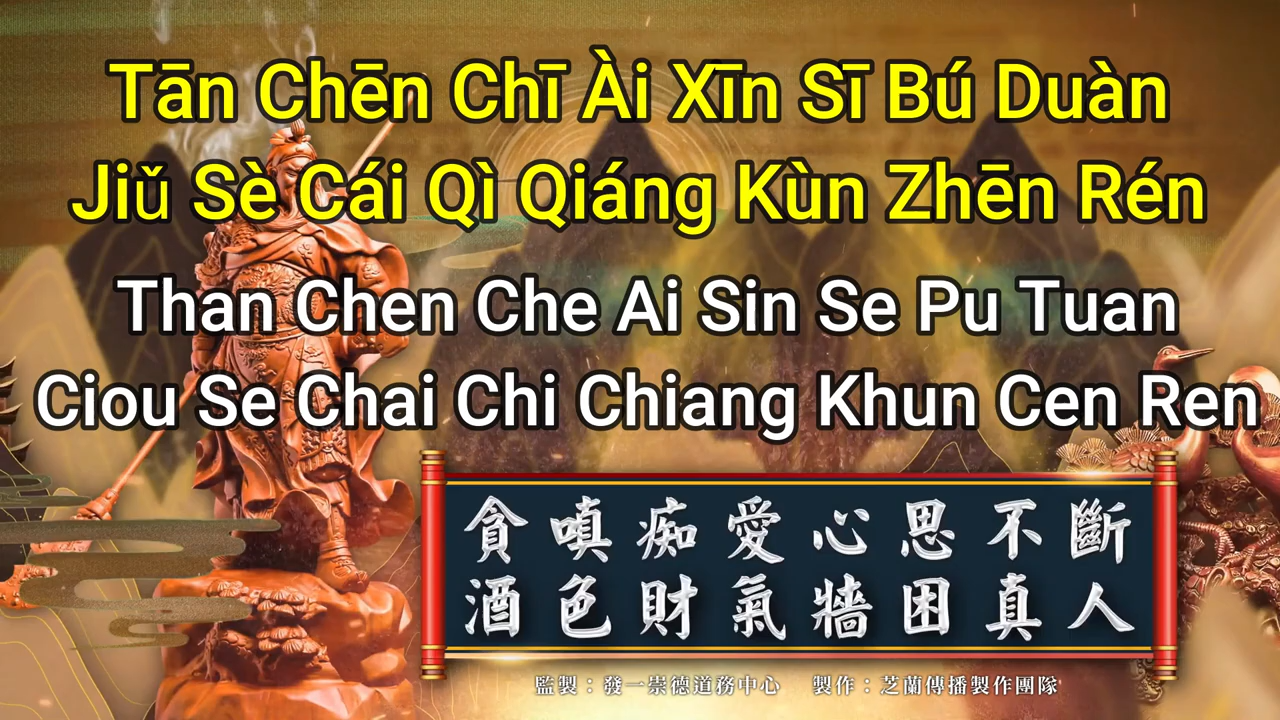 Tān Chēn Chī Ài Xīn Sī Bú Duàn
Jiǔ Sè Cái Qì Qiáng Kùn Zhēn Rén
Than Chen Che Ai Sin Se Pu Tuan
Ciou Se Chai Chi Chiang Khun Cen Ren
貪嗔痴愛心思不斷
酒色財氣牆困真人
監製：發一崇德道務中心　製作：芝蘭傳播製作團隊